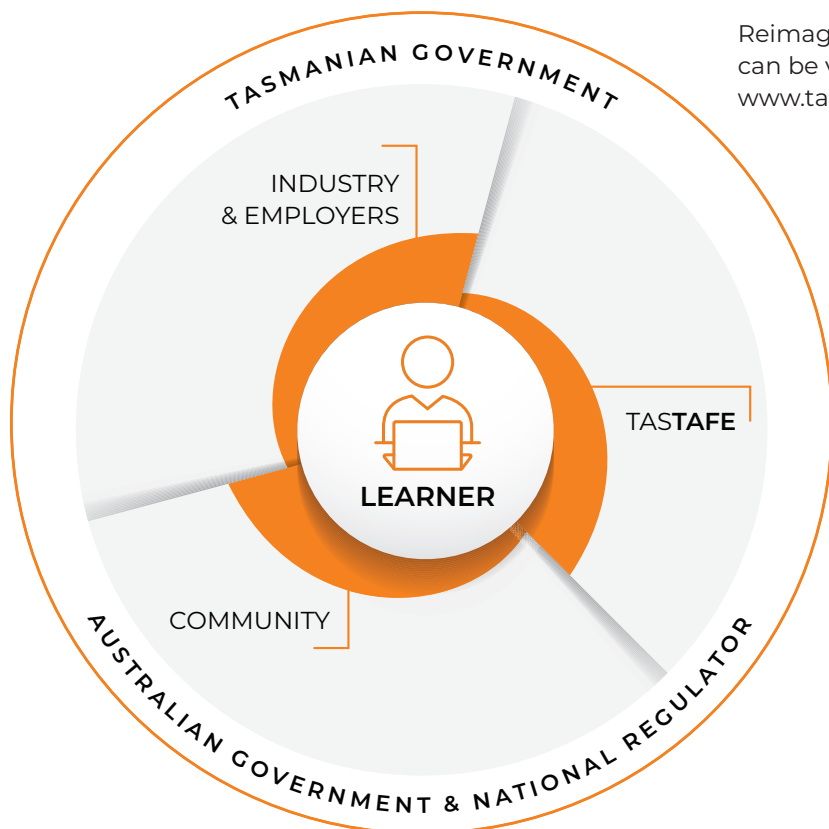 Reimag
can be v
www.ta
TASMANIAN GOVERNMENT
INDUSTRY
& EMPLOYERS
TASTAFE
LEARNER
COMMUNITY
AUSTRALIAN GOVERNMENT & NATIONAL REGULATOR